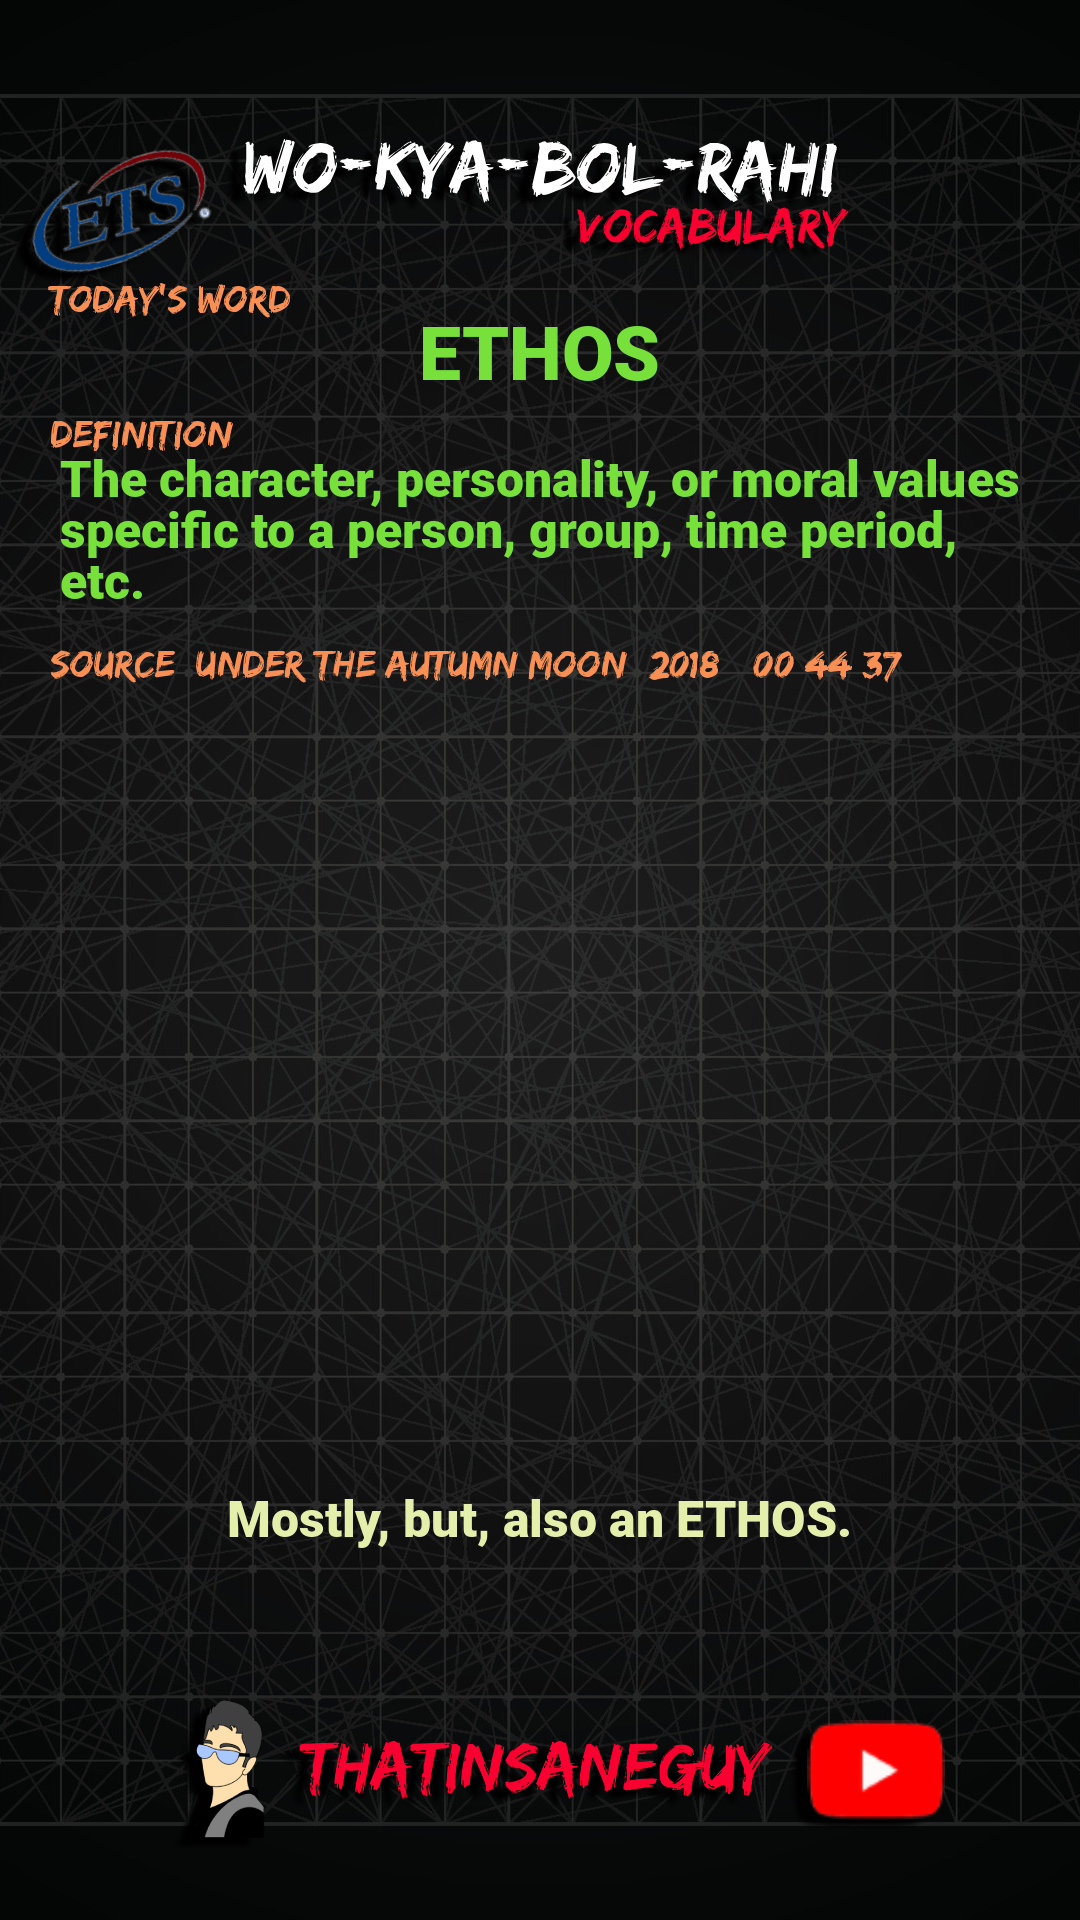 ETS
WO-KYA-BOL-RAHI
VOCABULARY
TODAY'S WORD
ETHOS
DEFINITION
The character, personality, or moral values
specific to a person, group, time period,
etc.
SOURCE UNDER THE AUTUMN MOON 2018 00 44 37
Mostly, but, also an ETHOS.
THATINSANEGUY